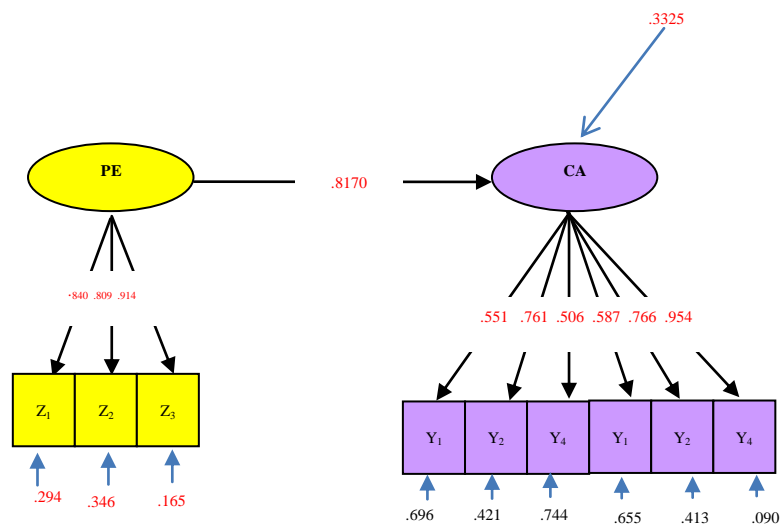 .3325
PE
CA
.8170
.840 .809 .914
.551 .761 .506 .587 .766 .954
Z1 Z2 Z3
Y1 Y2 Y4 Y1 Y2 Y4
.294 .346 .165
.696 .421 .744 .655 .413 .090